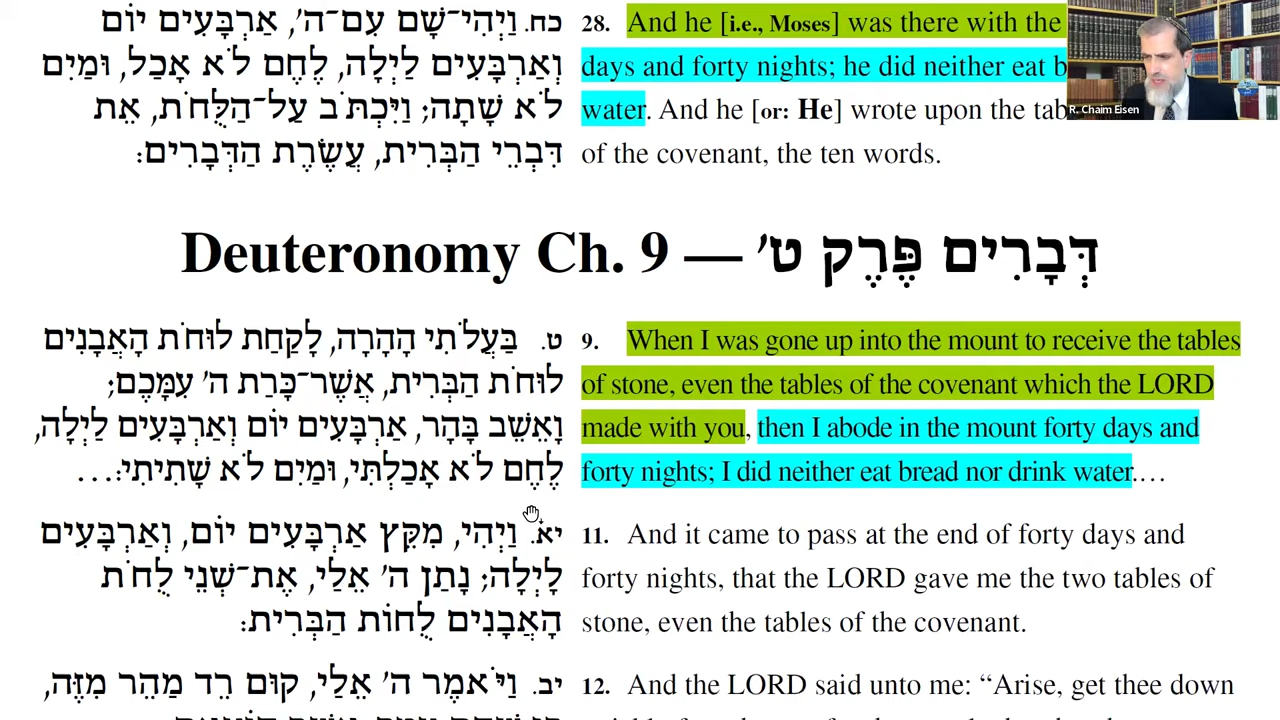 כח. וַיְהִי־שָׁם עִם־ה', אַרְבָּעִים יוֹם
וְאַרְבָּעִים לַיְלָה, לֶחֶם לֹא אָכַל, וּמַיִם
לֹא שָׁתָה; וַיִּכְתֹּב עַל־הַלֻּחֹת, אֵת
דִּבְרֵי הַבְּרִית, עֲשֶׂרֶת הַדְּבָרִים:
28. And he [i.e., Moses] was there with the
days and forty nights; he did neither eat b
water. And he [or: He] wrote upon the tab
of the covenant, the ten words.
R. Chaim Eisen
Deuteronomy Ch. 9 — דְּבָרִים פֶּרֶק ט'
ט. בַּעֲלֹתִי הָהָרָה, לָקַחַת לוּחֹת הָאֲבָנִים
לוּחֹת הַבְּרִית, אֲשֶׁר־כָּרַת ה' עִמָּכֶם;
וָאֵשֵׁב בָּהָר, אַרְבָּעִים יוֹם וְאַרְבָּעִים לַיְלָה,
לֶחֶם לֹא אָכַלְתִּי, וּמַיִם לֹא שָׁתִיתִי:...
9. When I was gone up into the mount to receive the tables
of stone, even the tables of the covenant which the LORD
made with you, then I abode in the mount forty days and
forty nights; I did neither eat bread nor drink water.…
יא. וַיְהִי, מִקֵּץ אַרְבָּעִים יוֹם, וְאַרְבָּעִים
לָיְלָה; נָתַן ה' אֵלַי, אֶת־שְׁנֵי לֻחֹת
הָאֲבָנִים לֻחוֹת הַבְּרִית:
11. And it came to pass at the end of forty days and
forty nights, that the LORD gave me the two tables of
stone, even the tables of the covenant.
יב. וַיֹּאמֶר ה' אֵלַי, קוּם רֵד מַהֵר מִזֶּה,
12. And the LORD said unto me: “Arise, get thee down